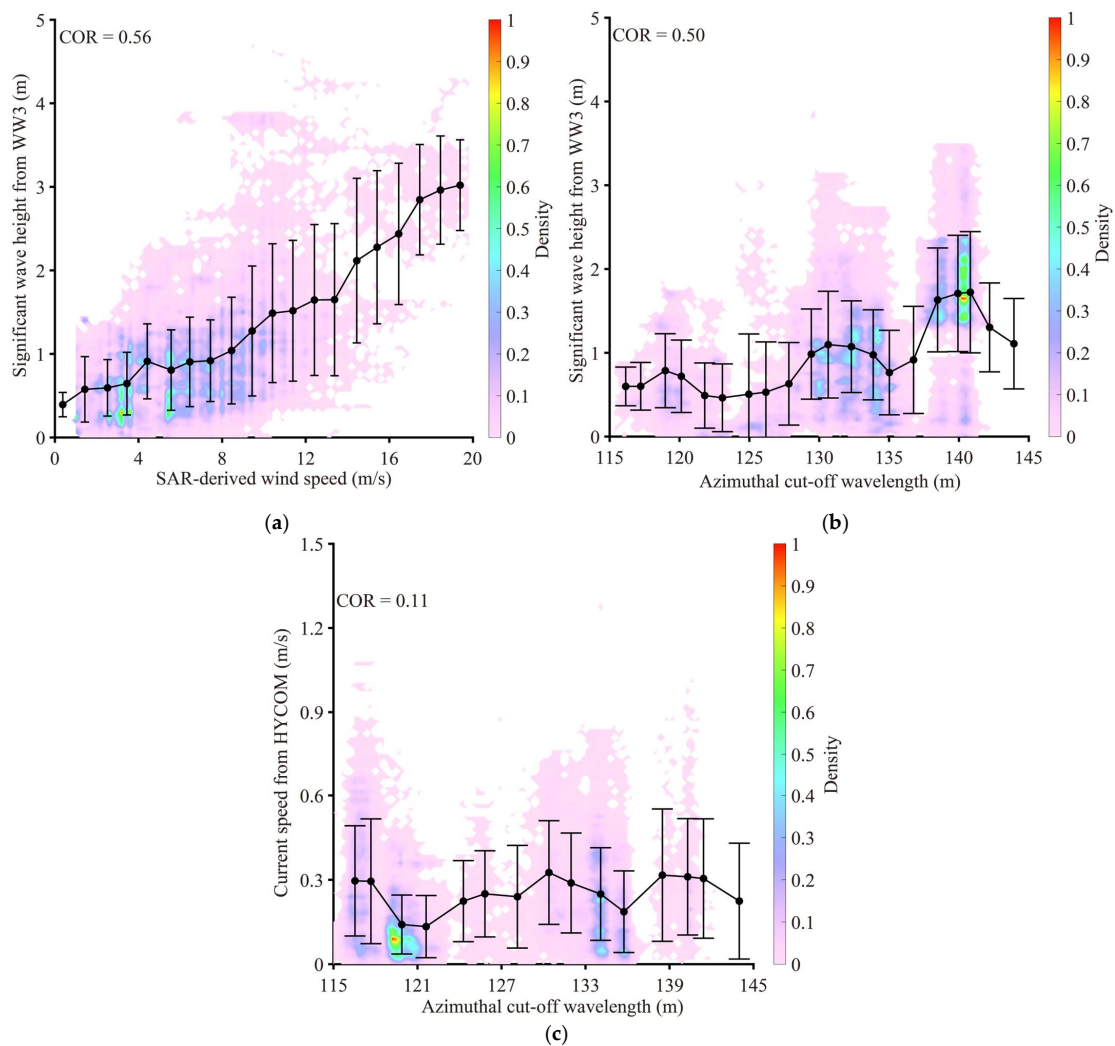 COR = 0.56
Significant wave height from WW3 (m)
5
4
3
2
1
0
0 4 8 12 16 20
SAR-derived wind speed (m/s)
1
0.9
0.8
0.7
0.6
0.5
0.4
0.3
0.2
0.1
0
Density
(a)
COR = 0.50
Significant wave height from WW3 (m)
5
4
3
2
1
0
115 120 125 130 135 140 145
Azimuthal cut-off wavelength (m)
1
0.9
0.8
0.7
0.6
0.5
0.4
0.3
0.2
0.1
0
Density
(b)
COR = 0.11
Current speed from HYCOM (m/s)
1.5
1.2
0.9
0.6
0.3
0
115 121 127 133 139 145
Azimuthal cut-off wavelength (m)
1
0.9
0.8
0.7
0.6
0.5
0.4
0.3
0.2
0.1
0
Density
(c)